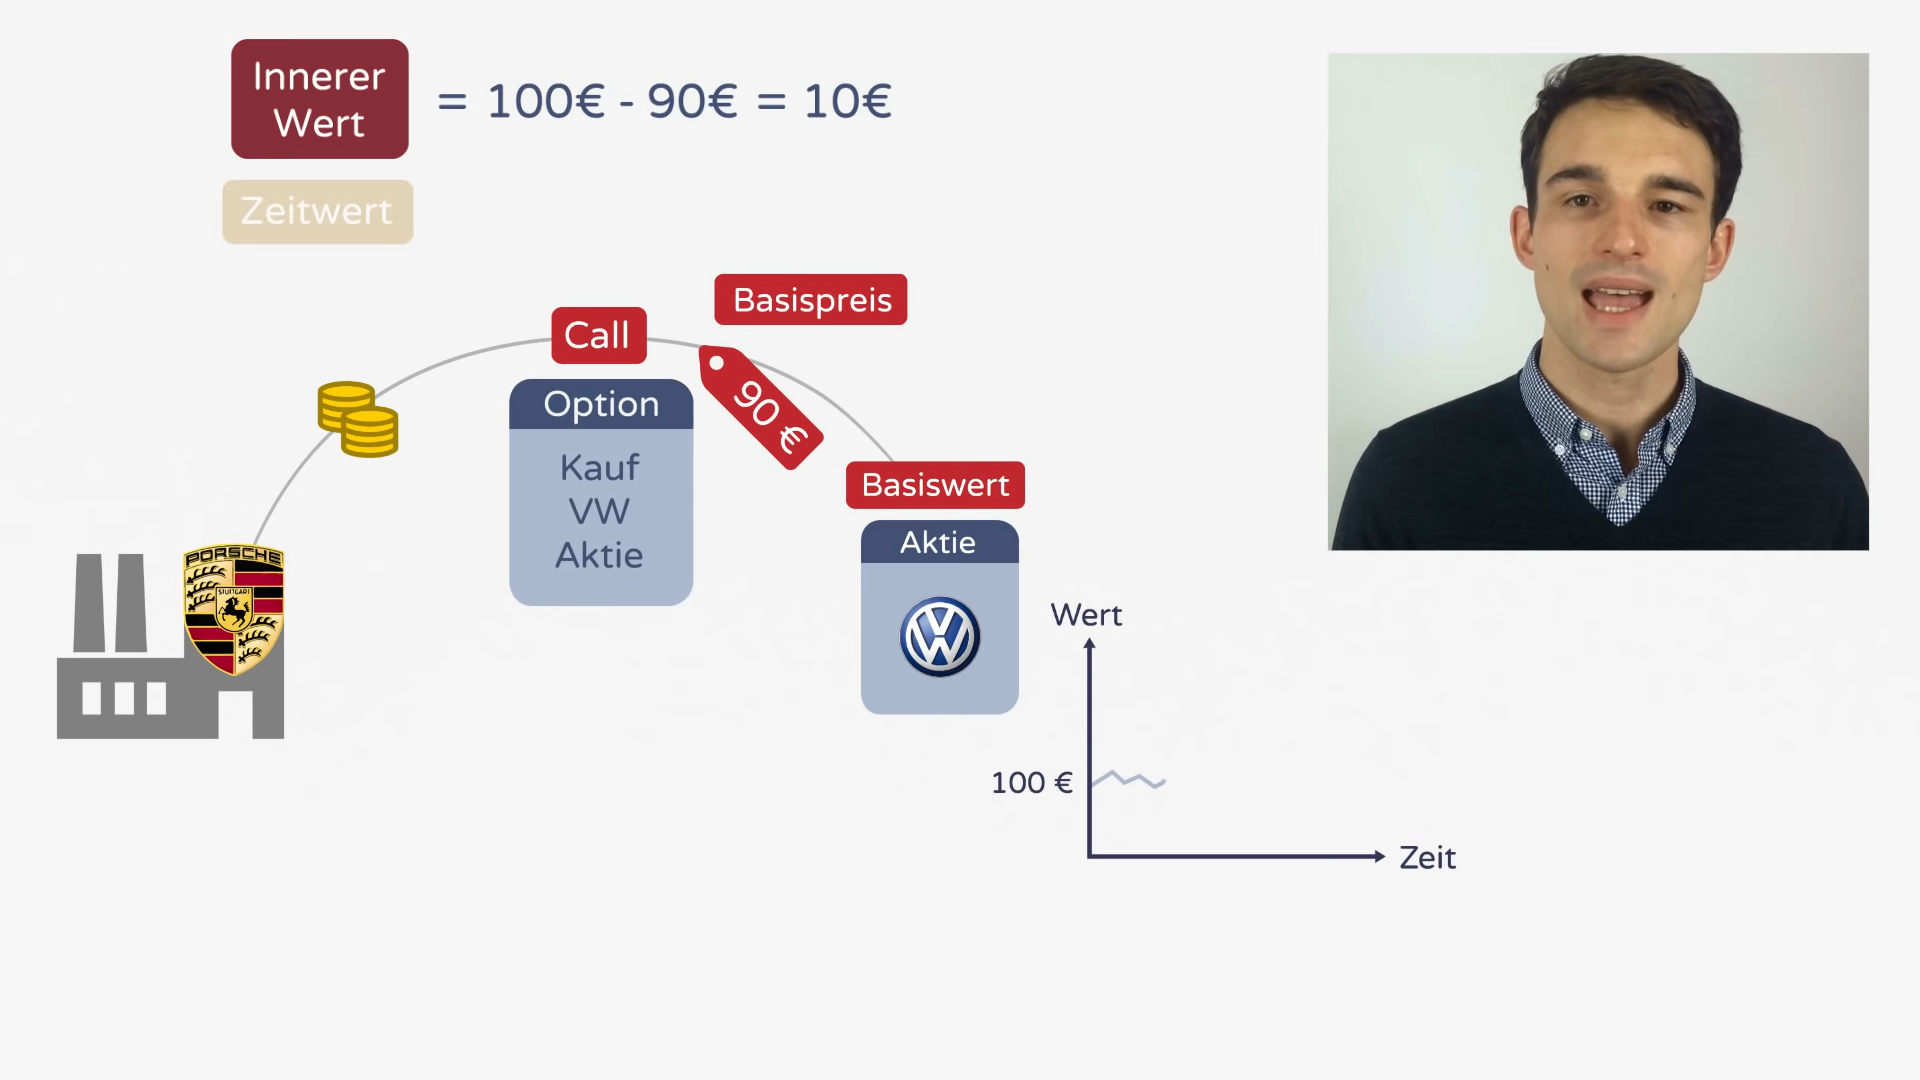 Innerer
Wert
= 100€ - 90€ = 10€
Zeitwert
Basispreis
Call
90 €
Option
Kauf
VW
Aktie
Basiswert
Aktie
VW
PORSCHE
STUTTGART
Wert
100 €
Zeit